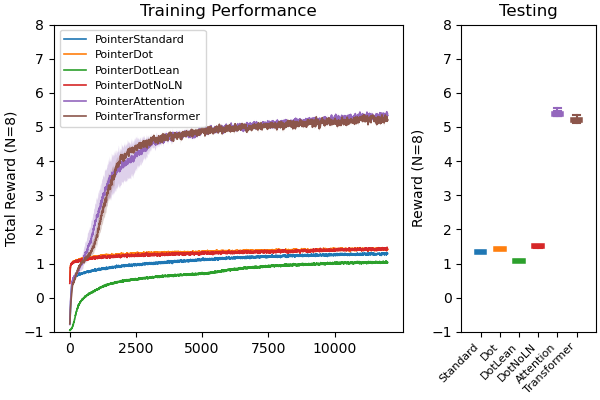 Training Performance
Total Reward (N=8)
8
7
6
5
4
3
2
1
0
−1
0
2500
5000
7500
10000
PointerStandard
PointerDot
PointerDotLean
PointerDotNoLN
PointerAttention
PointerTransformer
Testing
Reward (N=8)
8
7
6
5
4
3
2
1
0
−1
Standard
Dot
DotLean
DotNoLN
Attention
Transformer